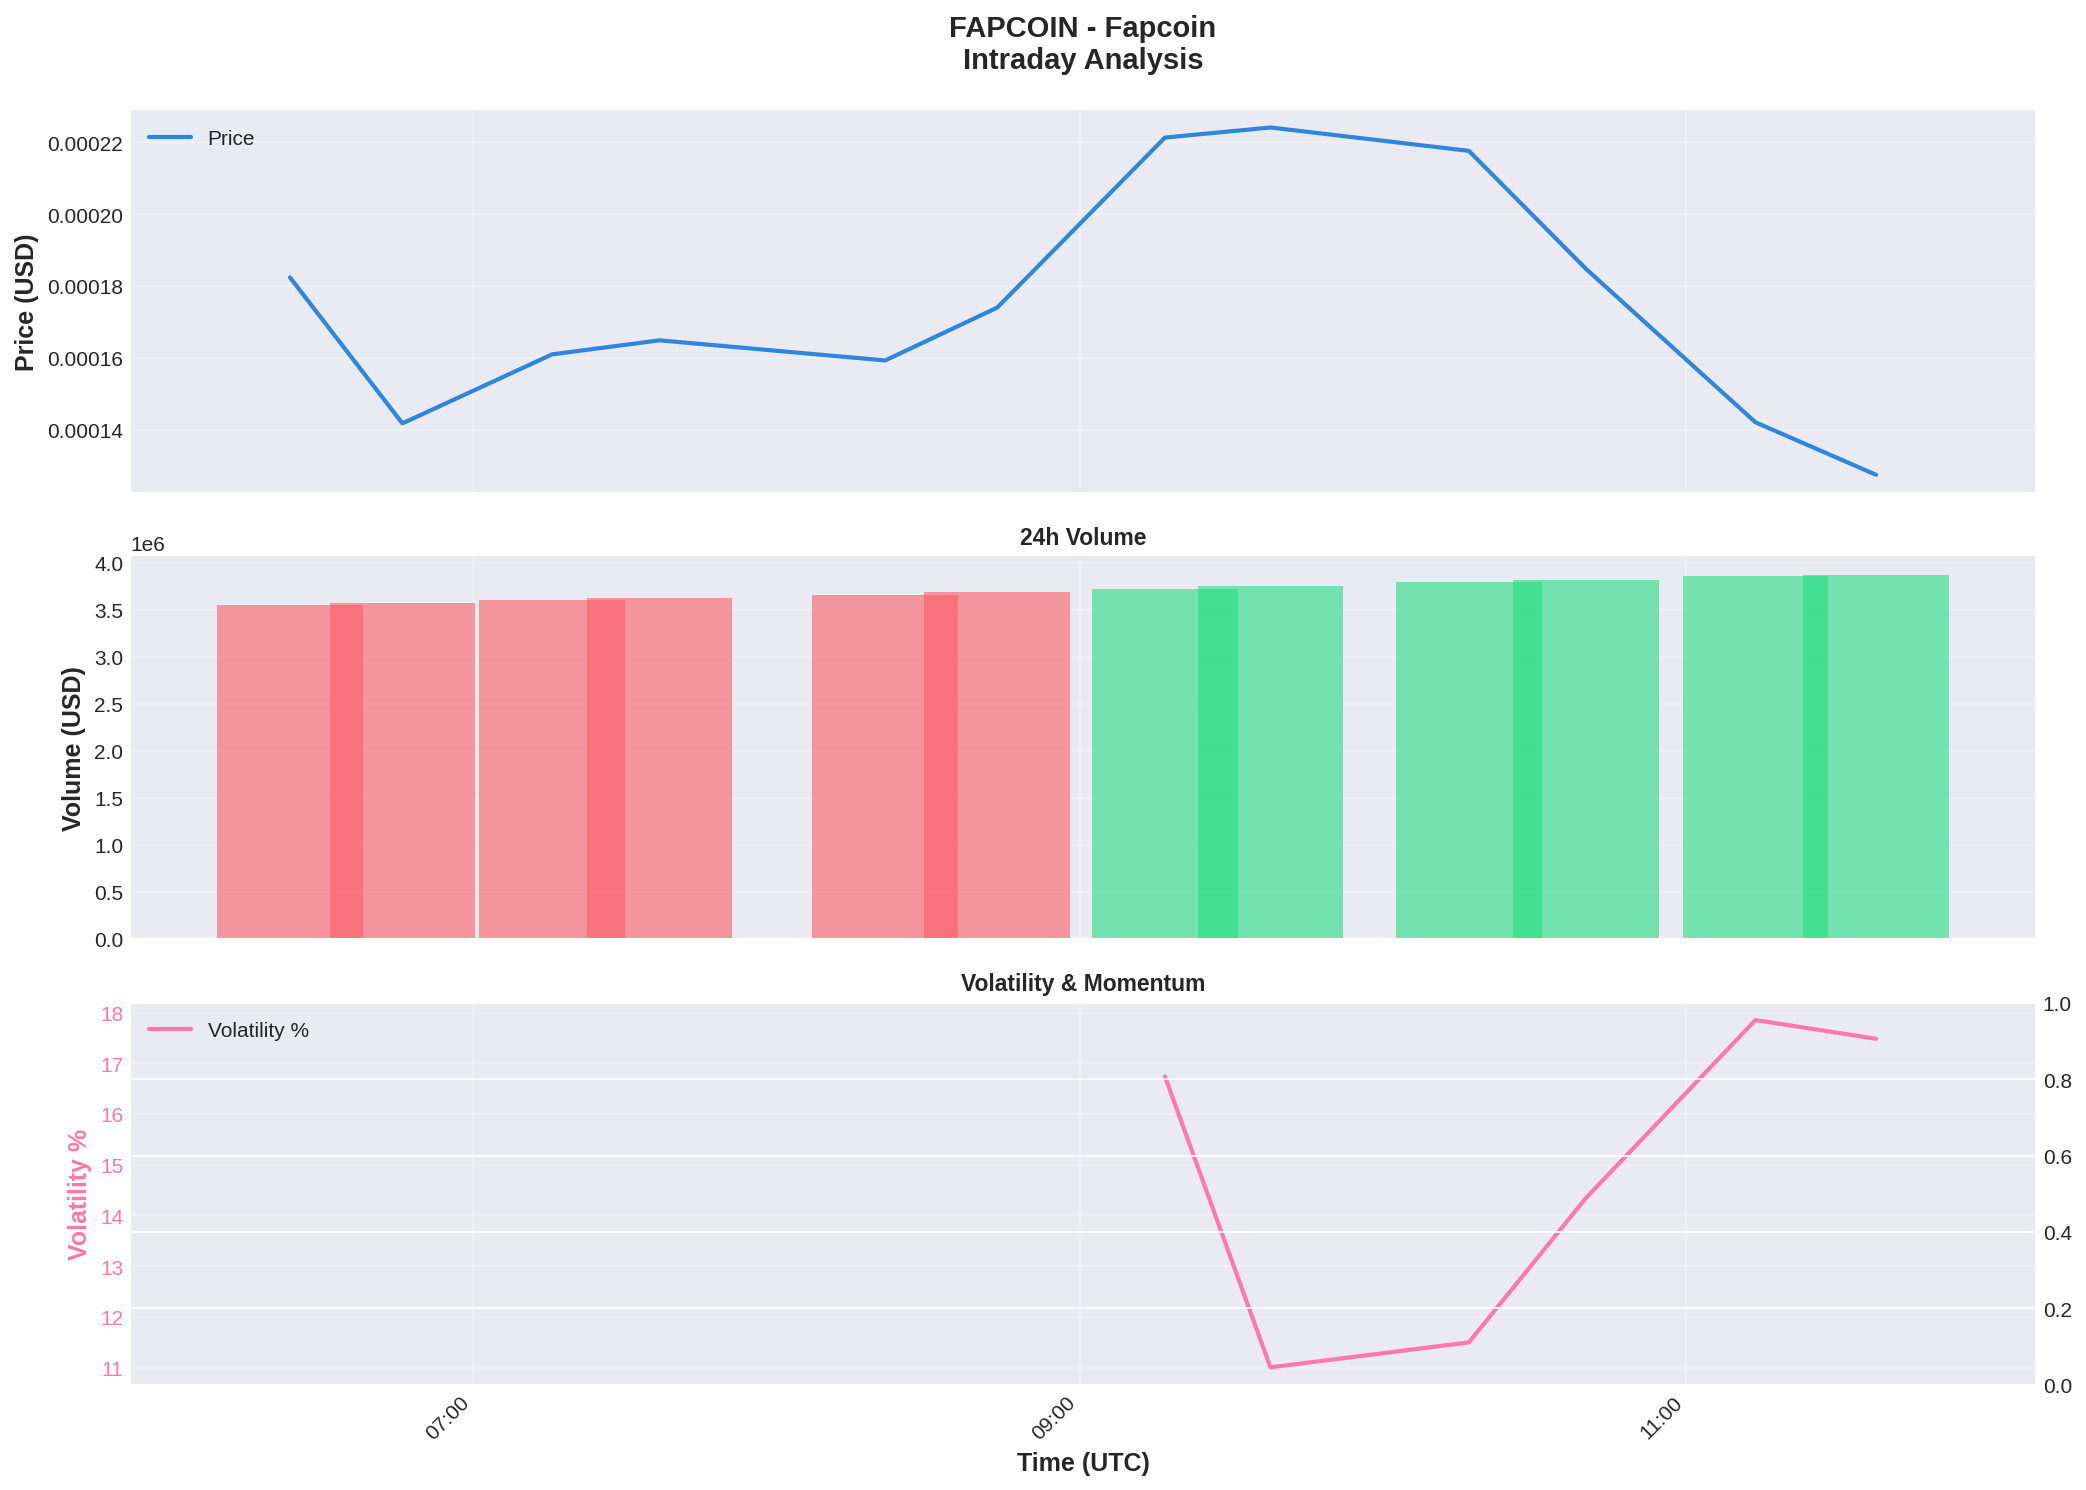 FAPCOIN - Fapcoin
Intraday Analysis
Price
0.00022
0.00020
0.00018
0.00016
0.00014
Price (USD)
24h Volume
1e6
4.0
3.5
3.0
2.5
2.0
1.5
1.0
0.5
0.0
Volume (USD)
Volatility & Momentum
Volatility %
18
17
16
15
14
13
12
11
Volatility %
1.0
0.8
0.6
0.4
0.2
0.0
07:00
09:00
11:00
Time (UTC)